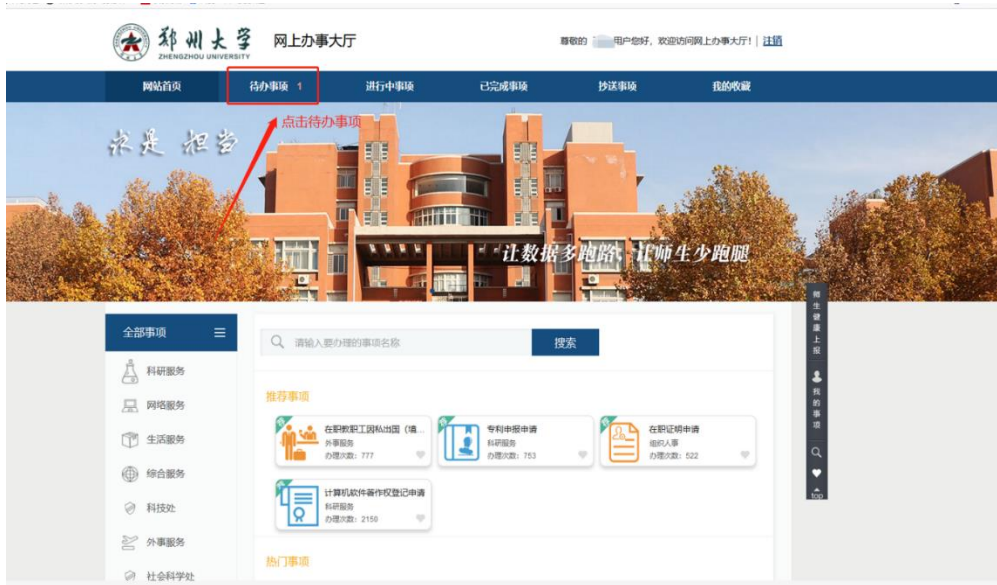 郑州大学
ZHENGZHOU UNIVERSITY
网上办事大厅
尊敬的 用户您好，欢迎访问网上办事大厅！ | 注销
网站首页 待办事项 1 进行中事项 已完成事项 抄送事项 我的收藏
点击待办事项
求是 担当
让数据多跑路，让师生少跑腿
师生健康上报
我的事项
top
全部事项
科研服务
网络服务
生活服务
综合服务
科技处
外事服务
社会科学处
请输入要办理的事项名称
搜索
推荐事项
在职教职工因私出国（填...
外事服务
办理次数：777
专利申报申请
科研服务
办理次数：753
在职证明申请
组织人事
办理次数：522
计算机软件著作权登记申请
科研服务
办理次数：2150
热门事项